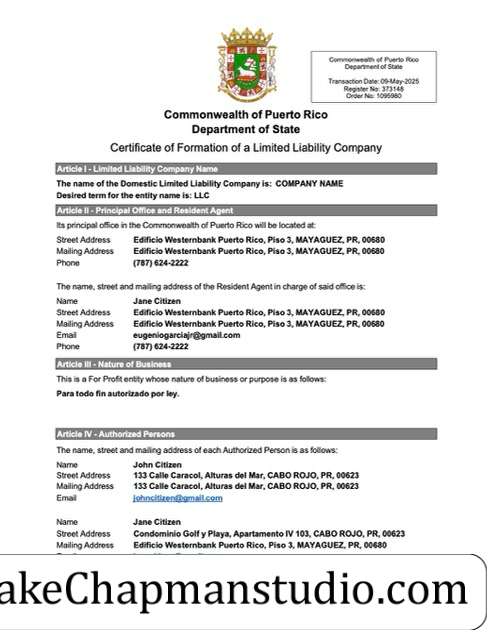 Commonwealth of Puerto Rico
Department of State
Transaction Date: 09-May-2025
Register No: 373148
Order No: 1095980
Commonwealth of Puerto Rico
Department of State
Certificate of Formation of a Limited Liability Company
Article I - Limited Liability Company Name
The name of the Domestic Limited Liability Company is: COMPANY NAME
Desired term for the entity name is: LLC
Article II - Principal Office and Resident Agent
Its principal office in the Commonwealth of Puerto Rico will be located at:
Street Address Edificio Westernbank Puerto Rico, Piso 3, MAYAGUEZ, PR, 00680
Mailing Address Edificio Westernbank Puerto Rico, Piso 3, MAYAGUEZ, PR, 00680
Phone (787) 624-2222
The name, street and mailing address of the Resident Agent in charge of said office is:
Name Jane Citizen
Street Address Edificio Westernbank Puerto Rico, Piso 3, MAYAGUEZ, PR, 00680
Mailing Address Edificio Westernbank Puerto Rico, Piso 3, MAYAGUEZ, PR, 00680
Email eugeniogarciajr@gmail.com
Phone (787) 624-2222
Article III - Nature of Business
This is a For Profit entity whose nature of business or purpose is as follows:
Para todo fin autorizado por ley.
Article IV - Authorized Persons
The name, street and mailing address of each Authorized Person is as follows:
Name John Citizen
Street Address 133 Calle Caracol, Alturas del Mar, CABO ROJO, PR, 00623
Mailing Address 133 Calle Caracol, Alturas del Mar, CABO ROJO, PR, 00623
Email johncitizen@gmail.com
Name Jane Citizen
Street Address Condominio Golf y Playa, Apartamento IV 103, CABO ROJO, PR, 00623
Mailing Address Edificio Westernbank Puerto Rico, Piso 3, MAYAGUEZ, PR, 00680
akeChapmanstudio.com